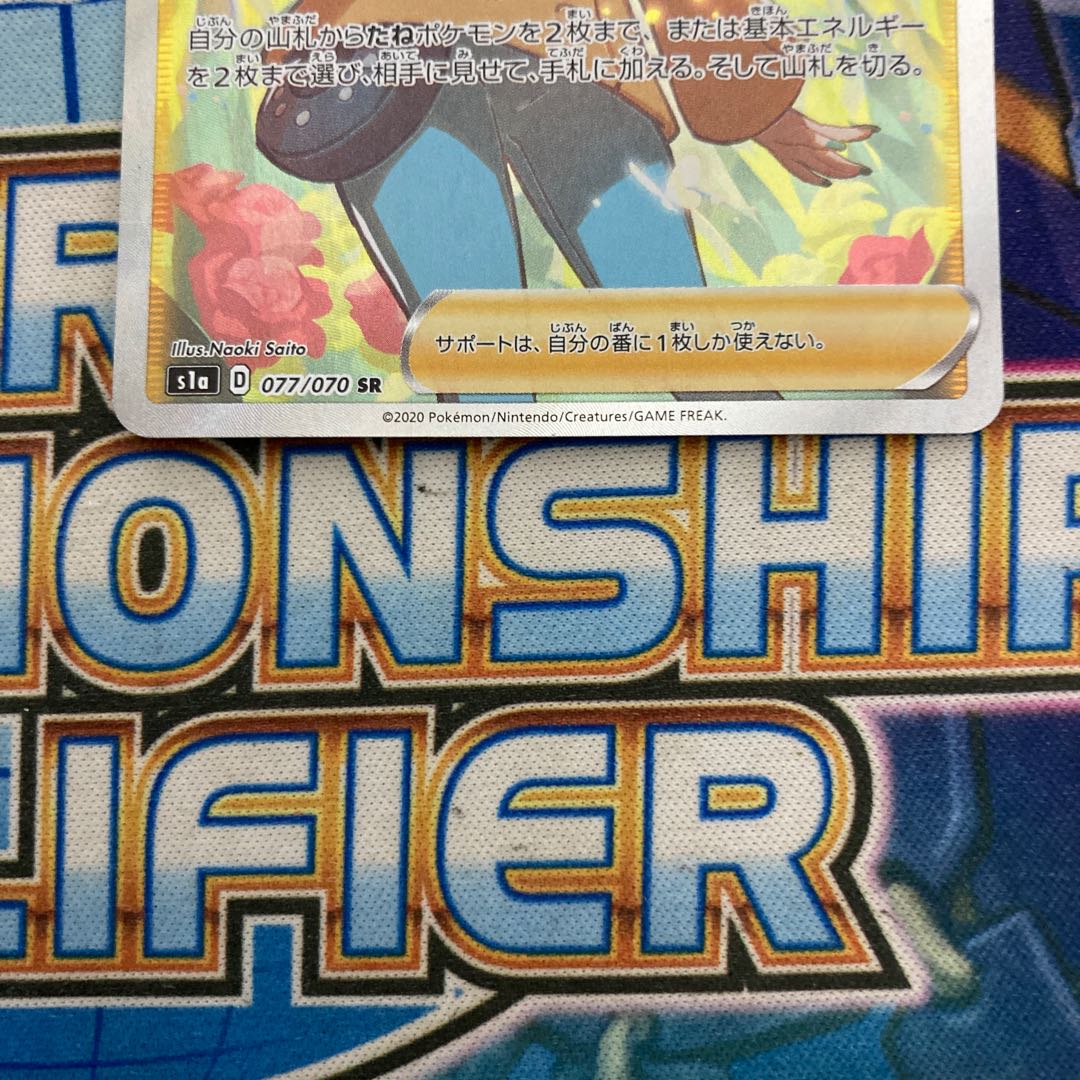 自分の山札からたねポケモンを2枚まで、または基本エネルギー
を2枚まで選び、相手に見せて、手札に加える。そして山札を切る。
サポートは、自分の番に1枚しか使えない。
Illus.Naoki Saito
s1a D 077/070 SR
©2020 Pokémon/Nintendo/Creatures/GAME FREAK.
IONSHIP
LIFIER